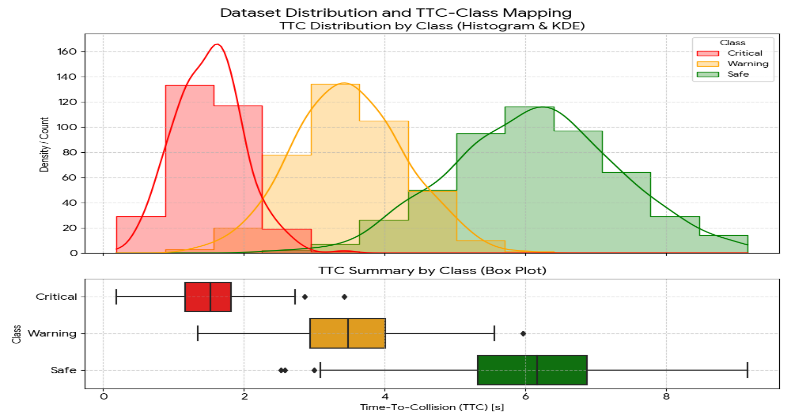 Dataset Distribution and TTC-Class Mapping
TTC Distribution by Class (Histogram & KDE)
Density / Count
160
140
120
100
80
60
40
20
0
Class
Critical
Warning
Safe
TTC Summary by Class (Box Plot)
Class
Critical
Warning
Safe
0 2 4 6 8
Time-To-Collision (TTC) [s]